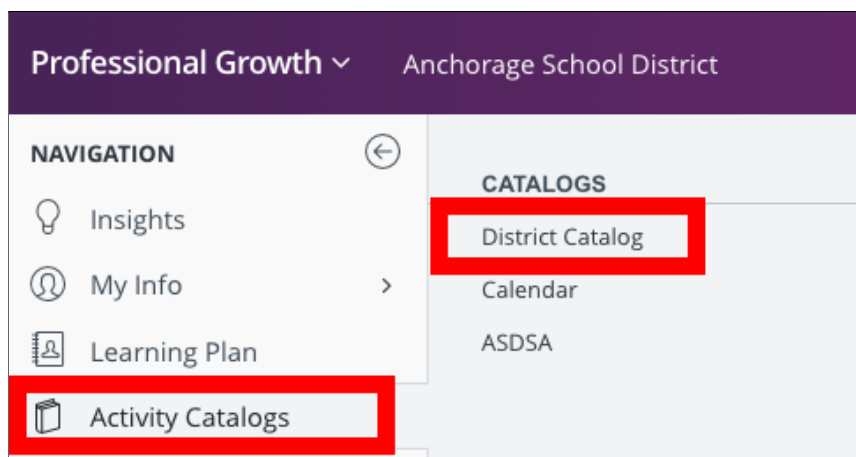 Professional Growth
Anchorage School District
NAVIGATION
Insights
My Info
Learning Plan
Activity Catalogs
CATALOGS
District Catalog
Calendar
ASDSA